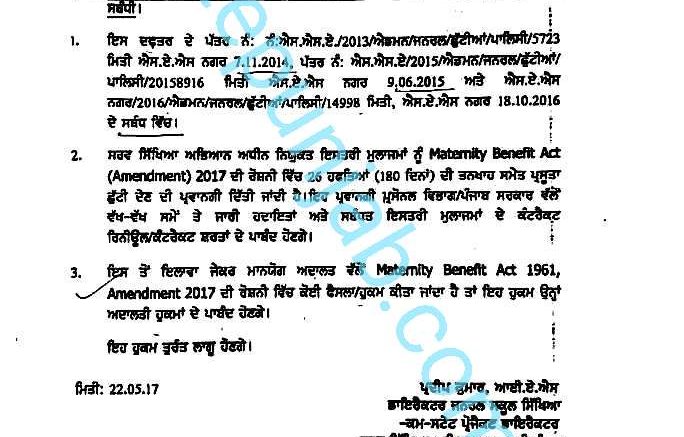 ਸਬੰਧੀ।
1. ਇਸ ਦਫਤਰ ਦੇ ਪੱਤਰ ਨੰ: ਨੰ:ਐਸ.ਐਸ.ਏ./2013/ਐਡਮਨ/ਜਨਰਲ/ਛੁੱਟੀਆਂ/ਪਾਲਿਸੀ/5723
ਮਿਤੀ ਐਸ.ਏ.ਐਸ ਨਗਰ 7.11.2014, ਪੱਤਰ ਨੰ: ਐਸ.ਐਸ.ਏ/2015/ਐਡਮਨ/ਜਨਰਲ/ਛੁੱਟੀਆਂ/
ਪਾਲਿਸੀ/20158916 ਮਿਤੀ ਐਸ.ਏ.ਐਸ ਨਗਰ 9.06.2015 ਅਤੇ ਐਸ.ਏ.ਐਸ
ਨਗਰ/2016/ਐਡਮਨ/ਜਨਰਲ/ਛੁੱਟੀਆਂ/ਪਾਲਿਸੀ/14998 ਮਿਤੀ, ਐਸ.ਏ.ਐਸ ਨਗਰ 18.10.2016
ਦੇ ਸਬੰਧ ਵਿੱਚ।
2. ਸਰਵ ਸਿੱਖਿਆ ਅਭਿਆਨ ਅਧੀਨ ਨਿਯੁਕਤ ਇਸਤਰੀ ਮੁਲਾਜਮਾਂ ਨੂੰ Maternity Benefit Act
(Amendment) 2017 ਦੀ ਰੋਸ਼ਨੀ ਵਿੱਚ 26 ਹਫਤਿਆਂ (180 ਦਿਨਾਂ) ਦੀ ਤਨਖਾਹ ਸਮੇਤ ਪ੍ਰਸੂਤਾ
ਛੁੱਟੀ ਦੇਣ ਦੀ ਪ੍ਰਵਾਨਗੀ ਦਿੱਤੀ ਜਾਂਦੀ ਹੈ।ਇਹ ਪ੍ਰਵਾਨਗੀ ਪ੍ਰਸੋਨਲ ਵਿਭਾਗ/ਪੰਜਾਬ ਸਰਕਾਰ ਵੱਲੋਂ
ਵੱਖ-ਵੱਖ ਸਮੇਂ ਤੇ ਜਾਰੀ ਹਦਾਇਤਾਂ ਅਤੇ ਸਬੰਧਤ ਇਸਤਰੀ ਮੁਲਾਜਮਾਂ ਦੇ ਕੰਟਰੈਕਟ
ਰਿਨੀਊਲ/ਕੰਟਰੇਕਟ ਸ਼ਰਤਾਂ ਦੇ ਪਾਬੰਦ ਹੋਣਗੇ।
3. ਇਸ ਤੋਂ ਇਲਾਵਾ ਜੇਕਰ ਮਾਨਯੋਗ ਅਦਾਲਤ ਵੱਲੋਂ Maternity Benefit Act 1961,
Amendment 2017 ਦੀ ਰੋਸ਼ਨੀ ਵਿੱਚ ਕੋਈ ਫੈਸਲਾ/ਹੁਕਮ ਕੀਤਾ ਜਾਂਦਾ ਹੈ ਤਾਂ ਇਹ ਹੁਕਮ ਉਨ੍ਹਾਂ
ਅਦਾਲਤੀ ਹੁਕਮਾਂ ਦੇ ਪਾਬੰਦ ਹੋਣਗੇ।
ਇਹ ਹੁਕਮ ਤੁਰੰਤ ਲਾਗੂ ਹੋਣਗੇ।
ਮਿਤੀ: 22.05.17
ਪ੍ਰਦੀਪ ਕੁਮਾਰ, ਆਈ.ਏ.ਐਸ
ਡਾਇਰੈਕਟਰ ਜਨਰਲ ਸਕੂਲ ਸਿੱਖਿਆ
-ਕਮ-ਸਟੇਟ ਪ੍ਰੋਜੈਕਟ ਡਾਇਰੈਕਟਰ
epunjab.com